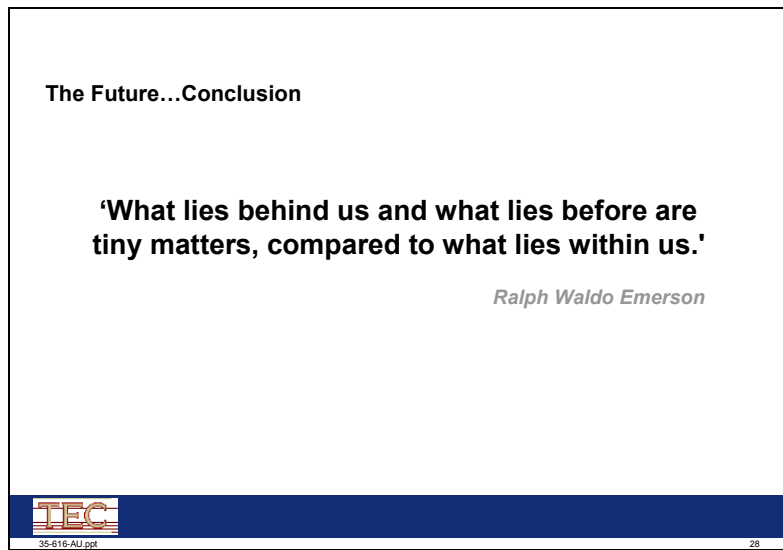 The Future…Conclusion
‘What lies behind us and what lies before are
tiny matters, compared to what lies within us.'
Ralph Waldo Emerson
TEC
35-616-AU.ppt
28